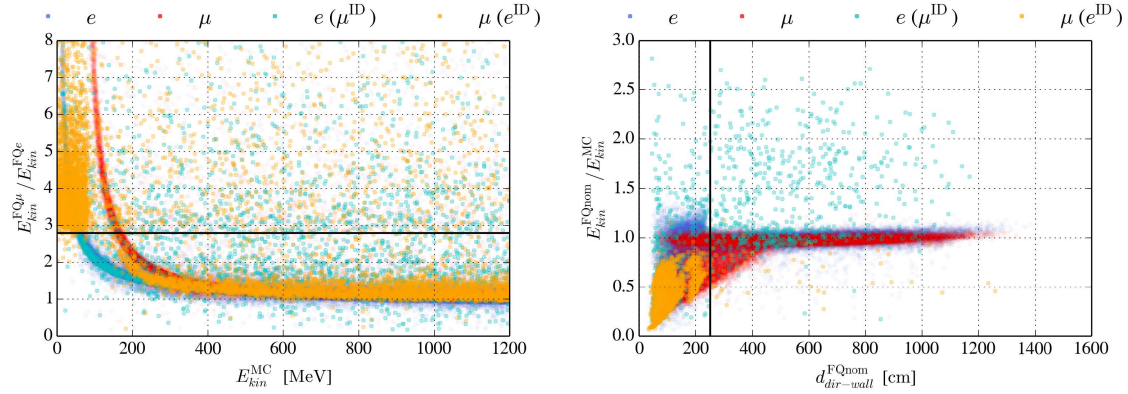 e μ e (μ^ID) μ (e^ID)
8
7
6
5
4
3
2
1
0
E_kin^FQμ / E_kin^FQe
0 200 400 600 800 1000 1200
E_kin^MC [MeV]
e μ e (μ^ID) μ (e^ID)
3.0
2.5
2.0
1.5
1.0
0.5
0.0
E_kin^FQnom / E_kin^MC
0 200 400 600 800 1000 1200 1400 1600
d_dir−wall^FQnom [cm]